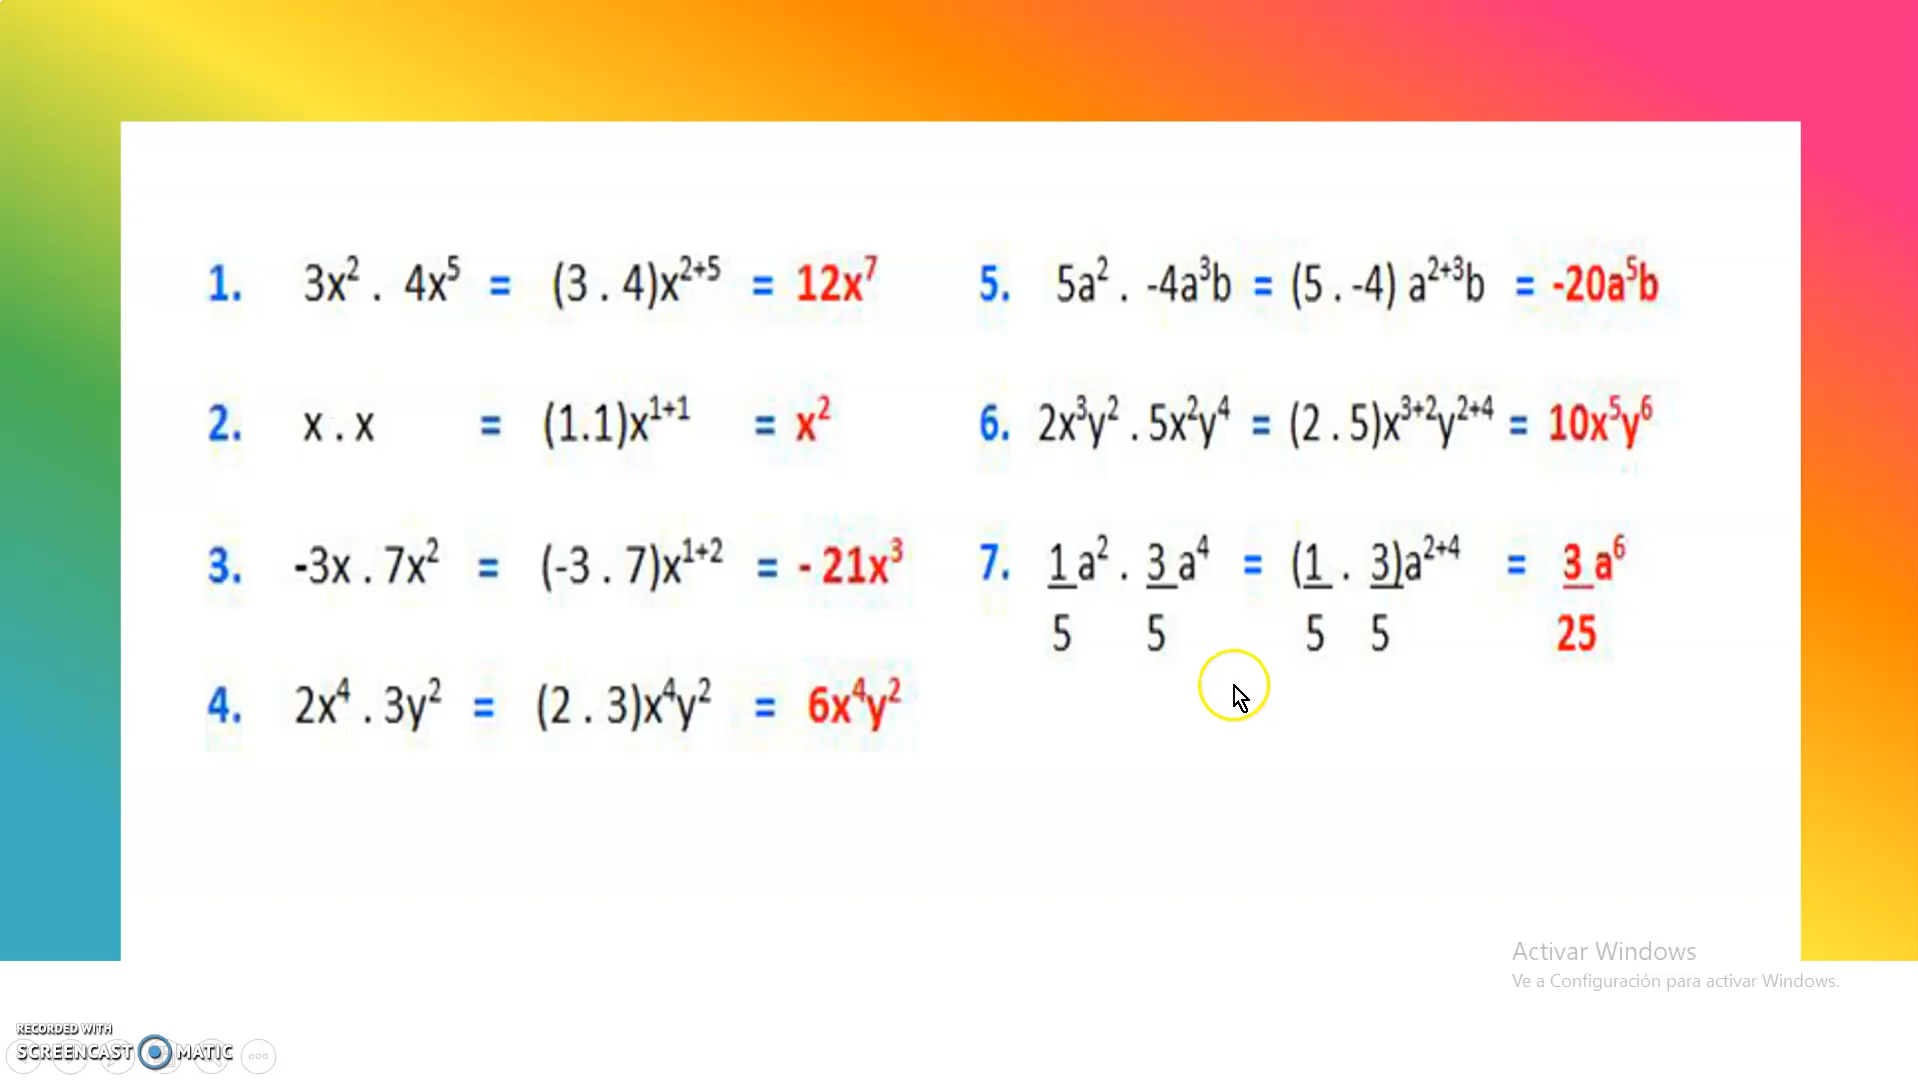 1. 3x² . 4x⁵ = (3 . 4)x²⁺⁵ = 12x⁷
2. x . x = (1.1)x¹⁺¹ = x²
3. -3x . 7x² = (-3 . 7)x¹⁺² = - 21x³
4. 2x⁴ . 3y² = (2 . 3)x⁴y² = 6x⁴y²
5. 5a² . -4a³b = (5 . -4) a²⁺³b = -20a⁵b
6. 2x³y² . 5x²y⁴ = (2 . 5)x³⁺²y²⁺⁴ = 10x⁵y⁶
7. 1 a² . 3 a⁴ = (1 . 3)a²⁺⁴ = 3 a⁶
5 5 5 5 25
Activar Windows
Ve a Configuración para activar Windows.
RECORDED WITH
SCREENCAST MATIC